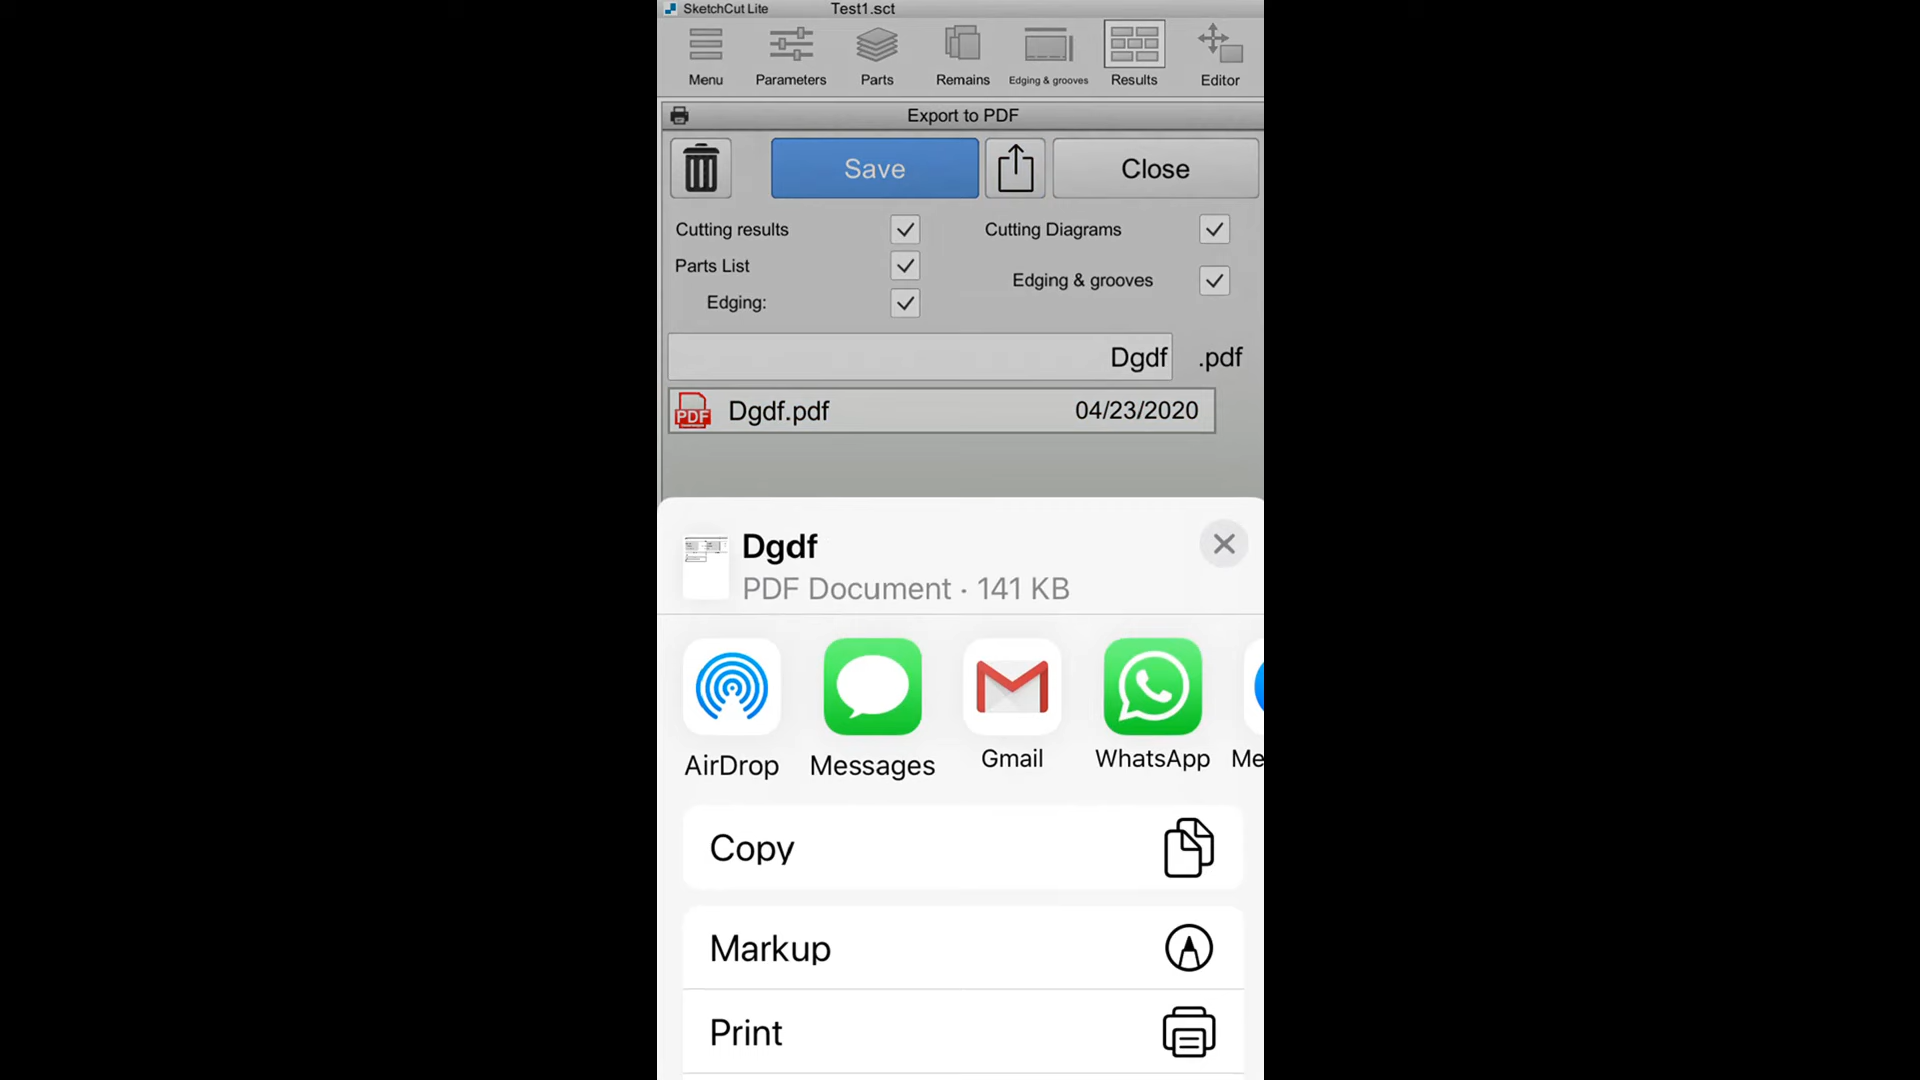 SketchCut Lite Test1.sct
Menu Parameters Parts Remains Edging & grooves Results Editor
Export to PDF
Save Close
Cutting results Cutting Diagrams
Parts List
Edging & grooves
Edging:
Dgdf .pdf
PDF Dgdf.pdf 04/23/2020
Dgdf
PDF Document · 141 KB
AirDrop Messages Gmail WhatsApp Me
Copy
Markup
Print